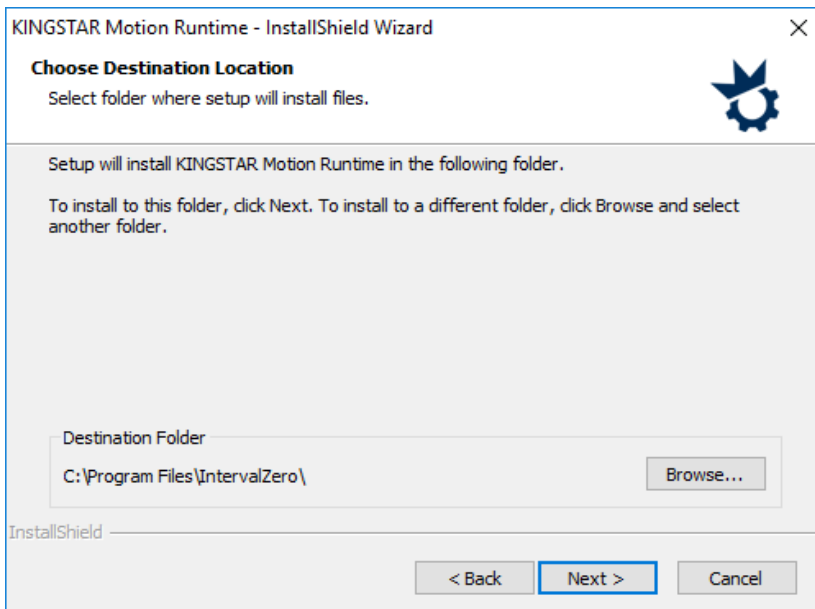 KINGSTAR Motion Runtime - InstallShield Wizard
Choose Destination Location
Select folder where setup will install files.
Setup will install KINGSTAR Motion Runtime in the following folder.
To install to this folder, click Next. To install to a different folder, click Browse and select
another folder.
Destination Folder
C:\Program Files\IntervalZero\
Browse...
InstallShield
< Back
Next >
Cancel